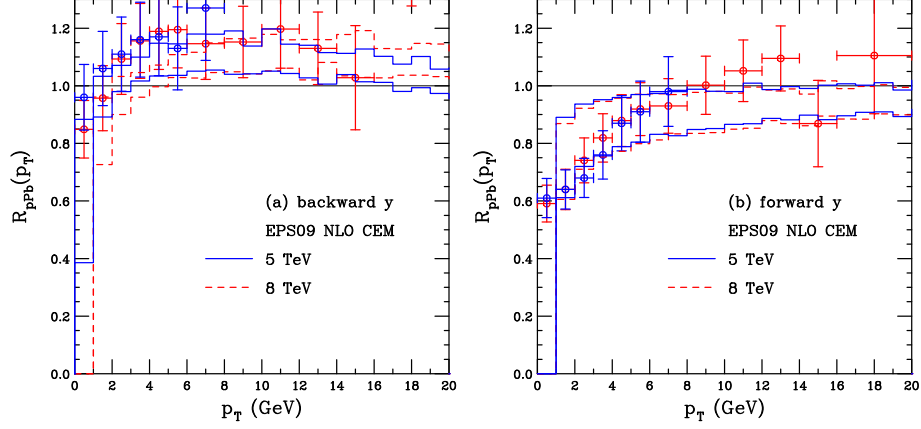 1.2
1.0
0.8
0.6
0.4
0.2
0.0
R_pPb(p_T)
(a) backward y
EPS09 NLO CEM
5 TeV
8 TeV
0 2 4 6 8 10 12 14 16 18 20
p_T (GeV)
1.2
1.0
0.8
0.6
0.4
0.2
0.0
R_pPb(p_T)
(b) forward y
EPS09 NLO CEM
5 TeV
8 TeV
0 2 4 6 8 10 12 14 16 18 20
p_T (GeV)